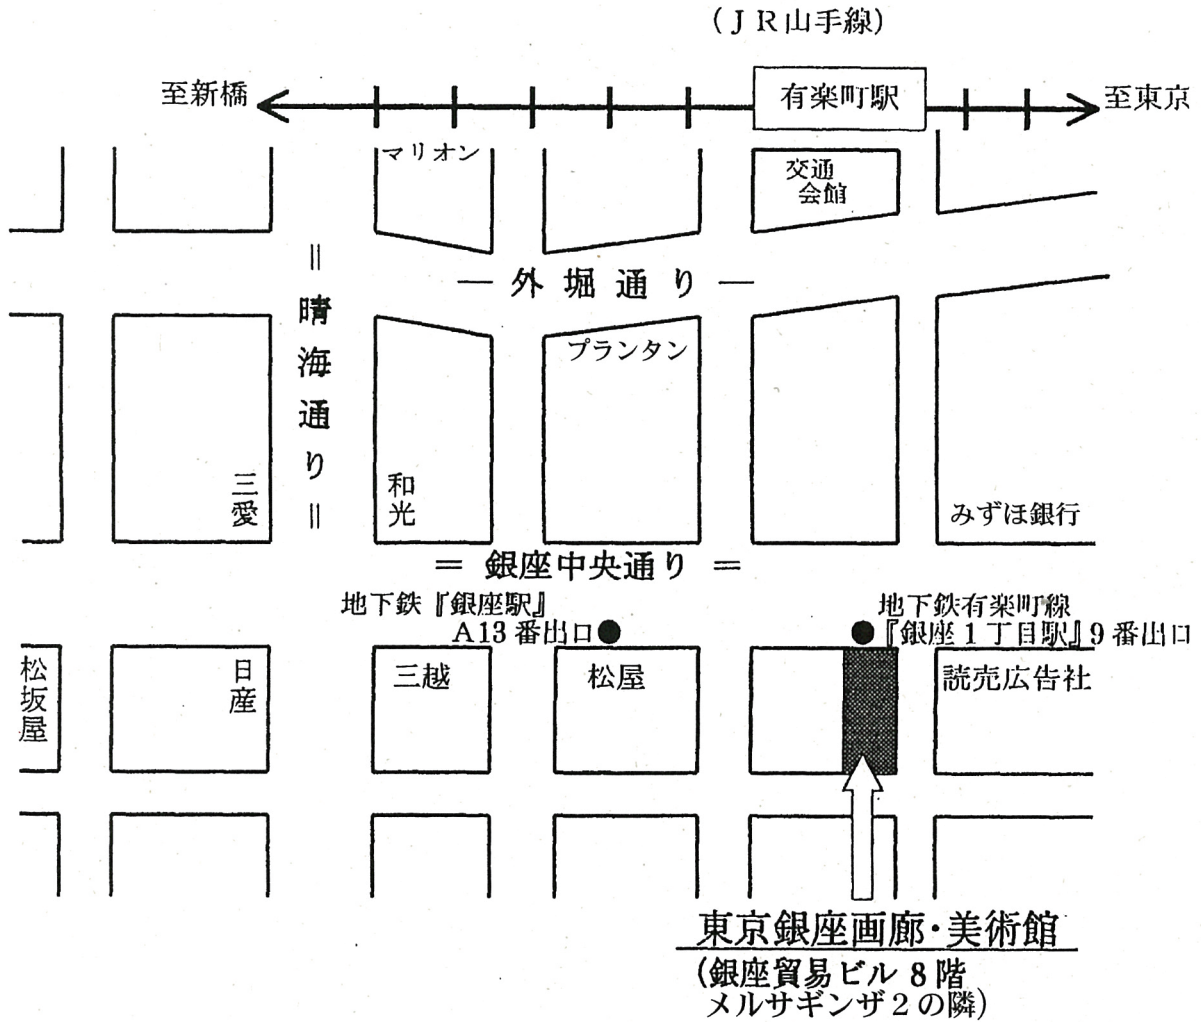 (ＪＲ山手線)
至新橋
有楽町駅
至東京
マリオン
交通
会館
― 外堀通り ―
＝晴海通り＝
プランタン
三愛
和光
みずほ銀行
＝ 銀座中央通り ＝
地下鉄『銀座駅』
Ａ13番出口●
地下鉄有楽町線
●『銀座１丁目駅』９番出口
松坂屋
日産
三越
松屋
読売広告社
東京銀座画廊・美術館
(銀座貿易ビル 8階
メルサギンザ２の隣)